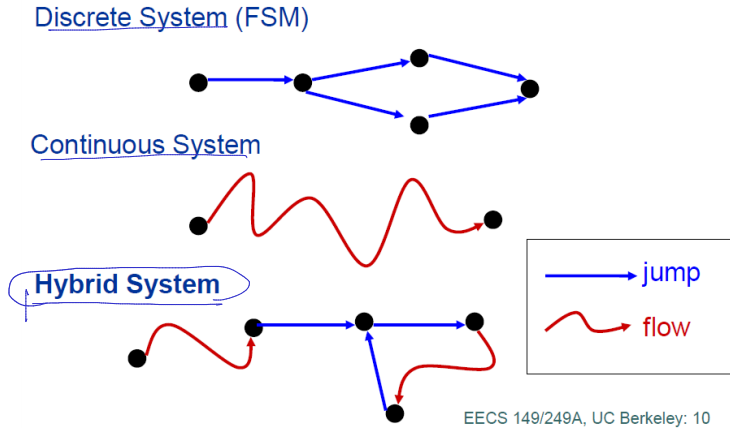 Discrete System (FSM)
Continuous System
Hybrid System
jump
flow
EECS 149/249A, UC Berkeley: 10